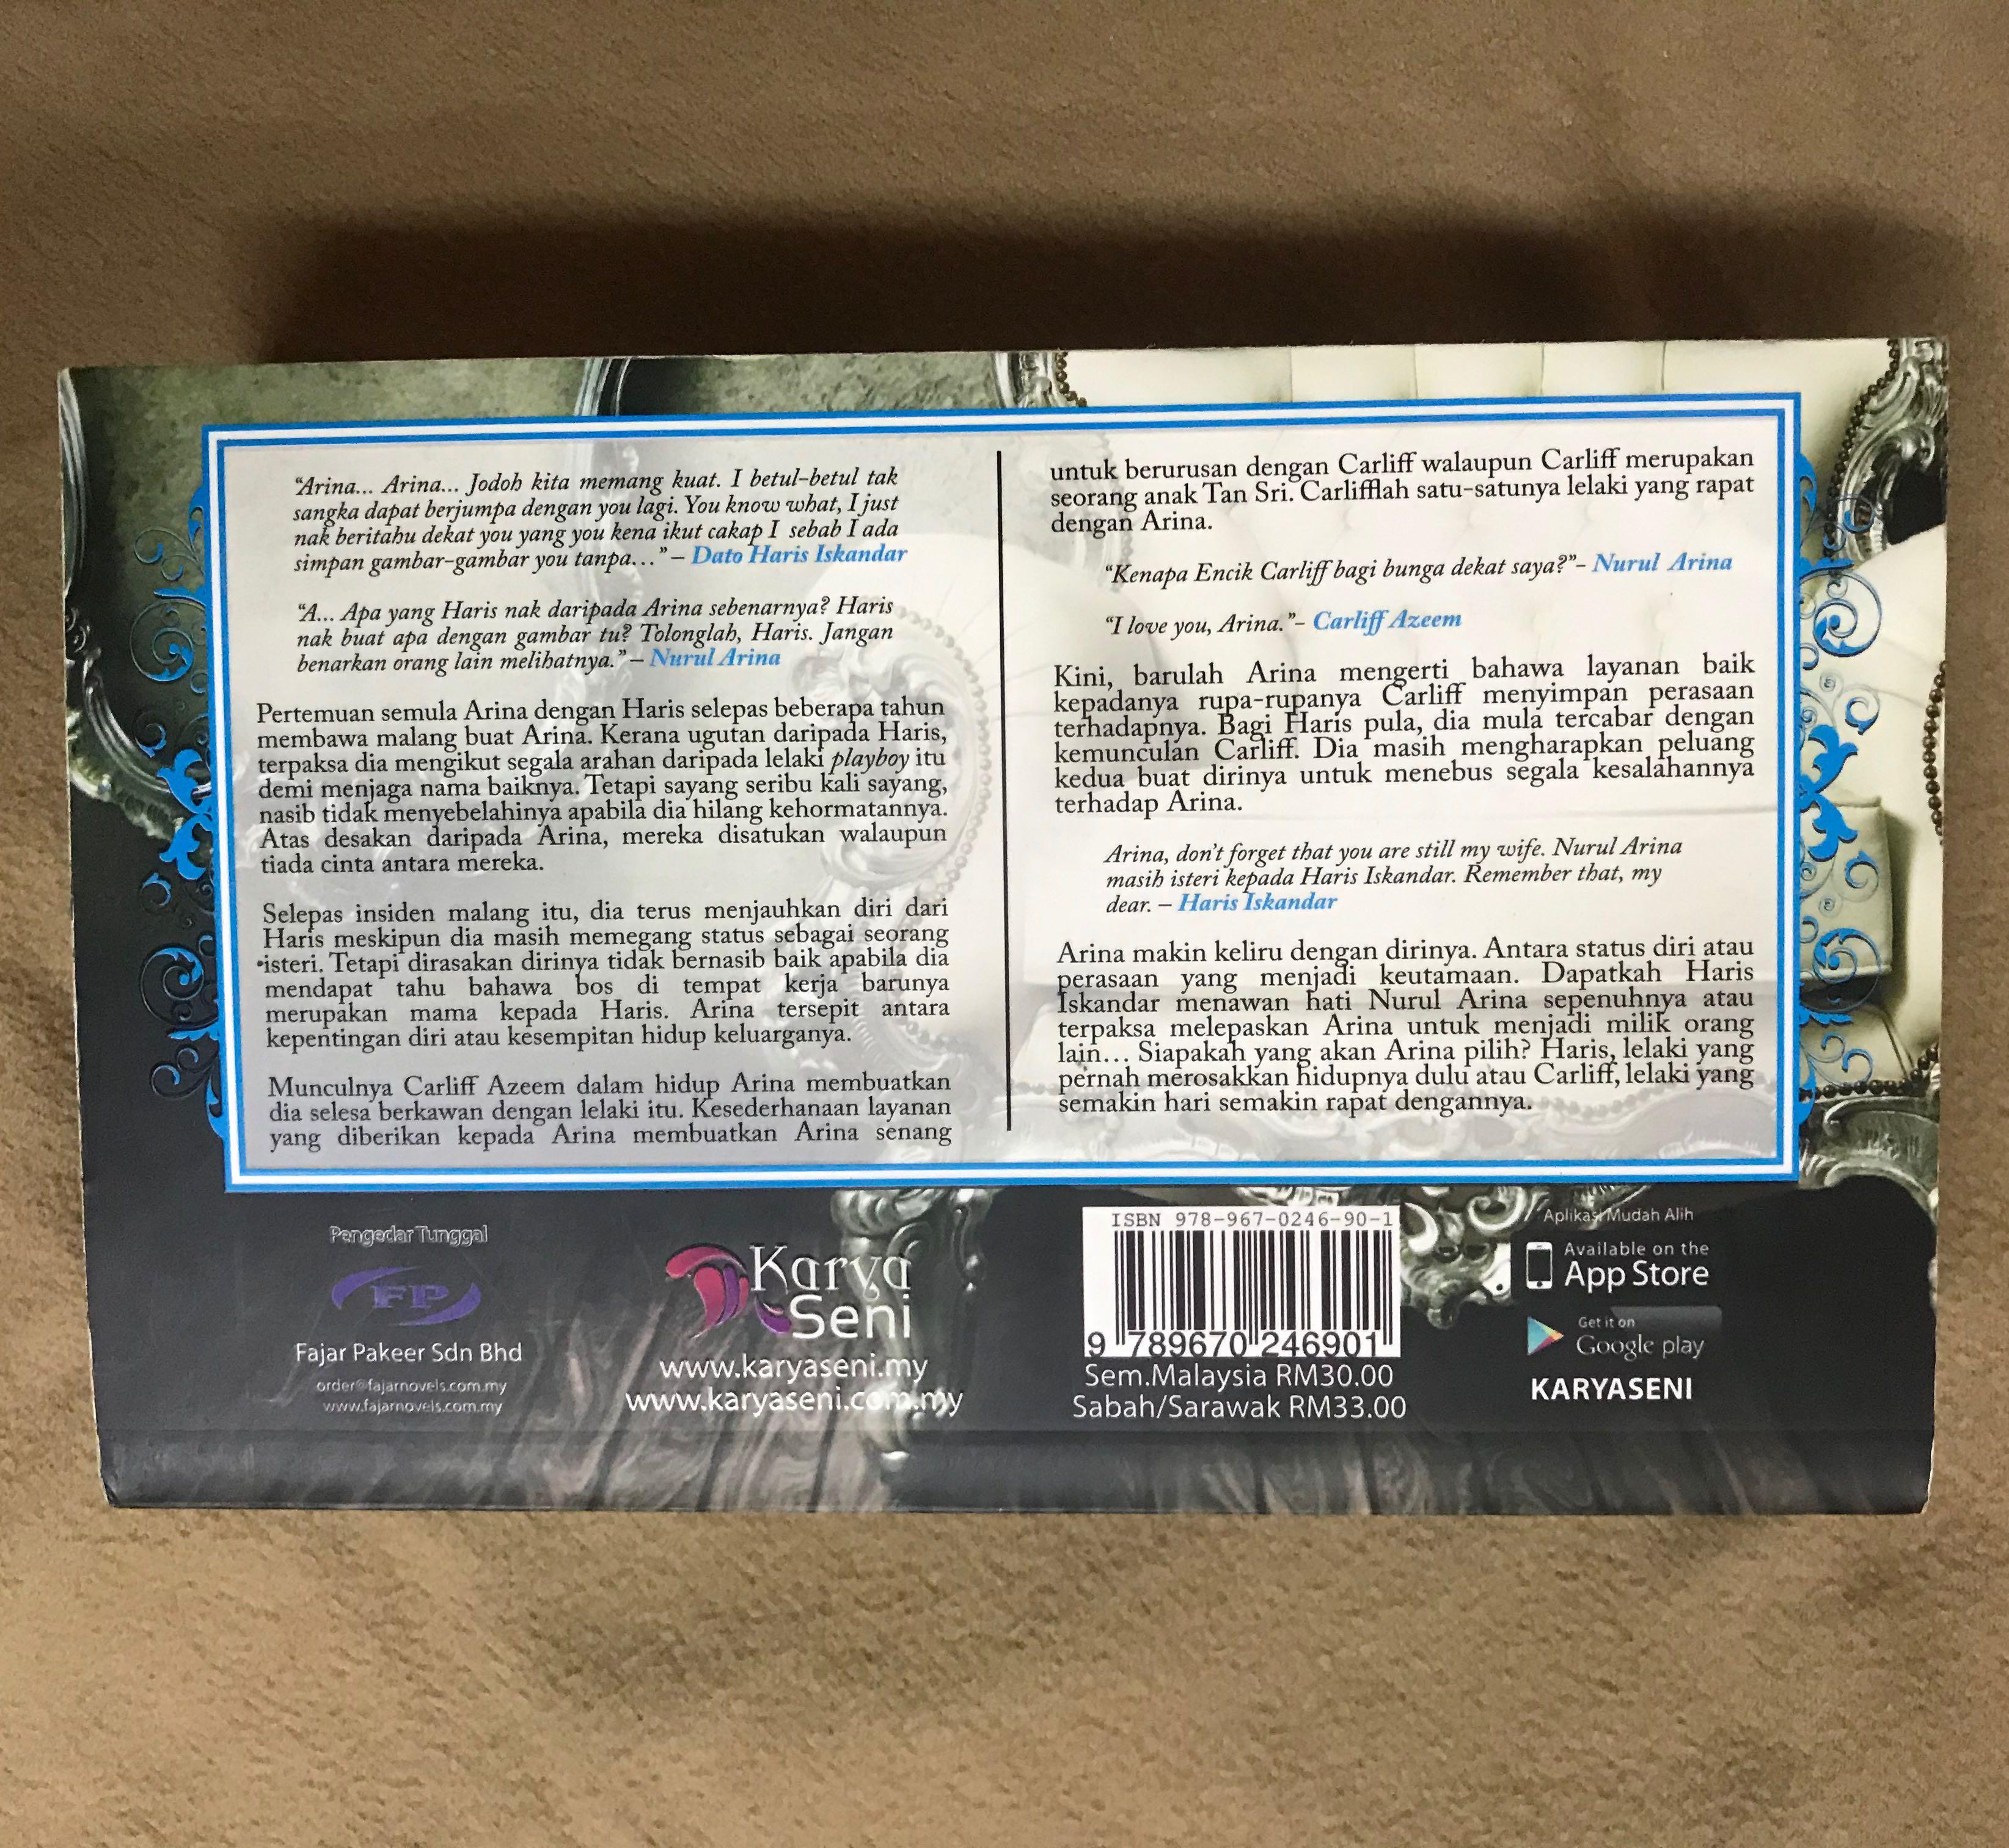 “Arina... Arina... Jodoh kita memang kuat. I betul-betul tak
sangka dapat berjumpa dengan you lagi. You know what, I just
nak beritahu dekat you yang you kena ikut cakap I sebab I ada
simpan gambar-gambar you tanpa...” – Dato Haris Iskandar
“A... Apa yang Haris nak daripada Arina sebenarnya? Haris
nak buat apa dengan gambar tu? Tolonglah, Haris. Jangan
benarkan orang lain melihatnya.” – Nurul Arina
Pertemuan semula Arina dengan Haris selepas beberapa tahun
membawa malang buat Arina. Kerana ugutan daripada Haris,
terpaksa dia mengikut segala arahan daripada lelaki playboy itu
demi menjaga nama baiknya. Tetapi sayang seribu kali sayang,
nasib tidak menyebelahinya apabila dia hilang kehormatannya.
Atas desakan daripada Arina, mereka disatukan walaupun
tiada cinta antara mereka.
Selepas insiden malang itu, dia terus menjauhkan diri dari
Haris meskipun dia masih memegang status sebagai seorang
isteri. Tetapi dirasakan dirinya tidak bernasib baik apabila dia
mendapat tahu bahawa bos di tempat kerja barunya
merupakan mama kepada Haris. Arina tersepit antara
kepentingan diri atau kesempitan hidup keluarganya.
Munculnya Carliff Azeem dalam hidup Arina membuatkan
dia selesa berkawan dengan lelaki itu. Kesederhanaan layanan
yang diberikan kepada Arina membuatkan Arina senang
untuk berurusan dengan Carliff walaupun Carliff merupakan
seorang anak Tan Sri. Carlifflah satu-satunya lelaki yang rapat
dengan Arina.
“Kenapa Encik Carliff bagi bunga dekat saya?”– Nurul Arina
“I love you, Arina.”– Carliff Azeem
Kini, barulah Arina mengerti bahawa layanan baik
kepadanya rupa-rupanya Carliff menyimpan perasaan
terhadapnya. Bagi Haris pula, dia mula tercabar dengan
kemunculan Carliff. Dia masih mengharapkan peluang
kedua buat dirinya untuk menebus segala kesalahannya
terhadap Arina.
Arina, don't forget that you are still my wife. Nurul Arina
masih isteri kepada Haris Iskandar. Remember that, my
dear. – Haris Iskandar
Arina makin keliru dengan dirinya. Antara status diri atau
perasaan yang menjadi keutamaan. Dapatkah Haris
Iskandar menawan hati Nurul Arina sepenuhnya atau
terpaksa melepaskan Arina untuk menjadi milik orang
lain... Siapakah yang akan Arina pilih? Haris, lelaki yang
pernah merosakkan hidupnya dulu atau Carliff, lelaki yang
semakin hari semakin rapat dengannya.
Pengedar Tunggal
FP
Fajar Pakeer Sdn Bhd
order@fajarnovels.com.my
www.fajarnovels.com.my
Karya
Seni
www.karyaseni.my
www.karyaseni.com.my
ISBN 978-967-0246-90-1
9 789670 246901
Sem.Malaysia RM30.00
Sabah/Sarawak RM33.00
Aplikasi Mudah Alih
Available on the
App Store
Get it on
Google play
KARYASENI